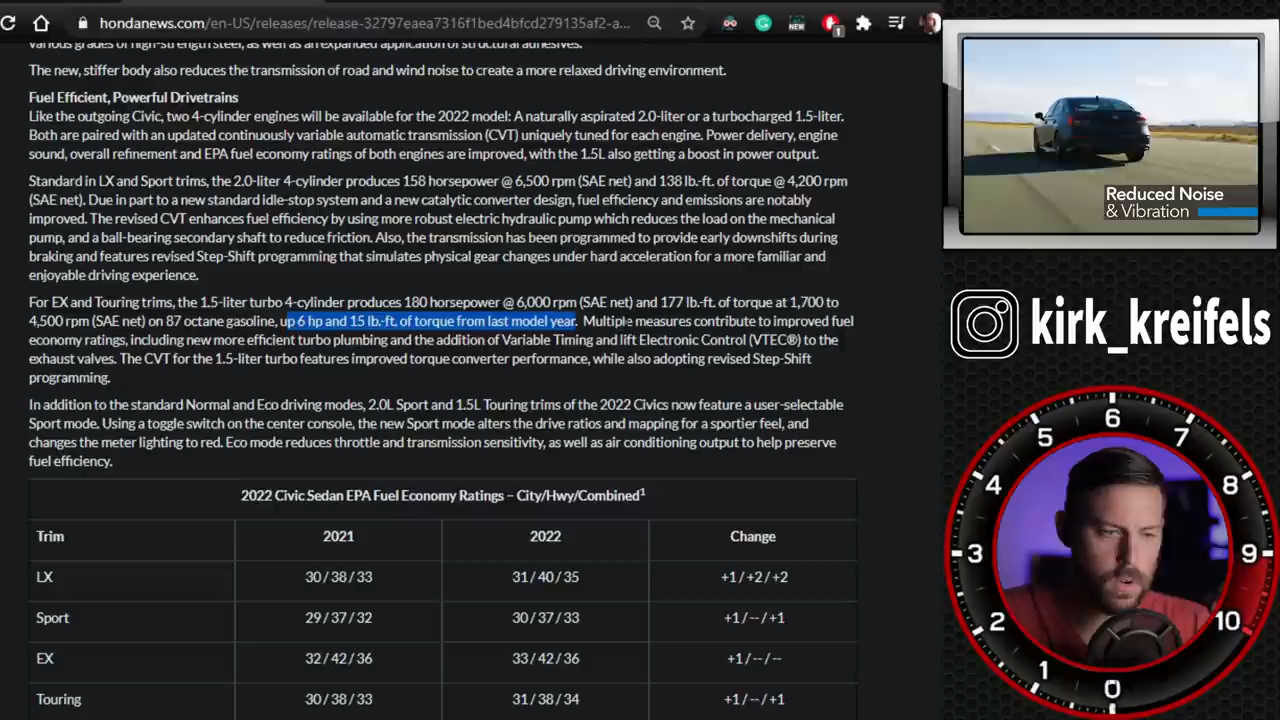 hondanews.com/en-US/releases/release-32797eaea7316f1bed4bfcd279135af2-a...
NEW
1
various grades of high-strength steel, as well as an expanded application of structural adhesives.
The new, stiffer body also reduces the transmission of road and wind noise to create a more relaxed driving environment.
Fuel Efficient, Powerful Drivetrains
Like the outgoing Civic, two 4-cylinder engines will be available for the 2022 model: A naturally aspirated 2.0-liter or a turbocharged 1.5-liter.
Both are paired with an updated continuously variable automatic transmission (CVT) uniquely tuned for each engine. Power delivery, engine
sound, overall refinement and EPA fuel economy ratings of both engines are improved, with the 1.5L also getting a boost in power output.
Standard in LX and Sport trims, the 2.0-liter 4-cylinder produces 158 horsepower @ 6,500 rpm (SAE net) and 138 lb.-ft. of torque @ 4,200 rpm
(SAE net). Due in part to a new standard idle-stop system and a new catalytic converter design, fuel efficiency and emissions are notably
improved. The revised CVT enhances fuel efficiency by using more robust electric hydraulic pump which reduces the load on the mechanical
pump, and a ball-bearing secondary shaft to reduce friction. Also, the transmission has been programmed to provide early downshifts during
braking and features revised Step-Shift programming that simulates physical gear changes under hard acceleration for a more familiar and
enjoyable driving experience.
For EX and Touring trims, the 1.5-liter turbo 4-cylinder produces 180 horsepower @ 6,000 rpm (SAE net) and 177 lb.-ft. of torque at 1,700 to
4,500 rpm (SAE net) on 87 octane gasoline, up 6 hp and 15 lb.-ft. of torque from last model year. Multiple measures contribute to improved fuel
economy ratings, including new more efficient turbo plumbing and the addition of Variable Timing and lift Electronic Control (VTEC®) to the
exhaust valves. The CVT for the 1.5-liter turbo features improved torque converter performance, while also adopting revised Step-Shift
programming.
In addition to the standard Normal and Eco driving modes, 2.0L Sport and 1.5L Touring trims of the 2022 Civics now feature a user-selectable
Sport mode. Using a toggle switch on the center console, the new Sport mode alters the drive ratios and mapping for a sportier feel, and
changes the meter lighting to red. Eco mode reduces throttle and transmission sensitivity, as well as air conditioning output to help preserve
fuel efficiency.
2022 Civic Sedan EPA Fuel Economy Ratings – City/Hwy/Combined1
Trim 2021 2022 Change
LX 30 / 38 / 33 31 / 40 / 35 +1 / +2 / +2
Sport 29 / 37 / 32 30 / 37 / 33 +1 / -- / +1
EX 32 / 42 / 36 33 / 42 / 36 +1 / -- / --
Touring 30 / 38 / 33 31 / 38 / 34 +1 / -- / +1
Reduced Noise
& Vibration
kirk_kreifels
0
1
2
3
4
5
6
7
8
9
10